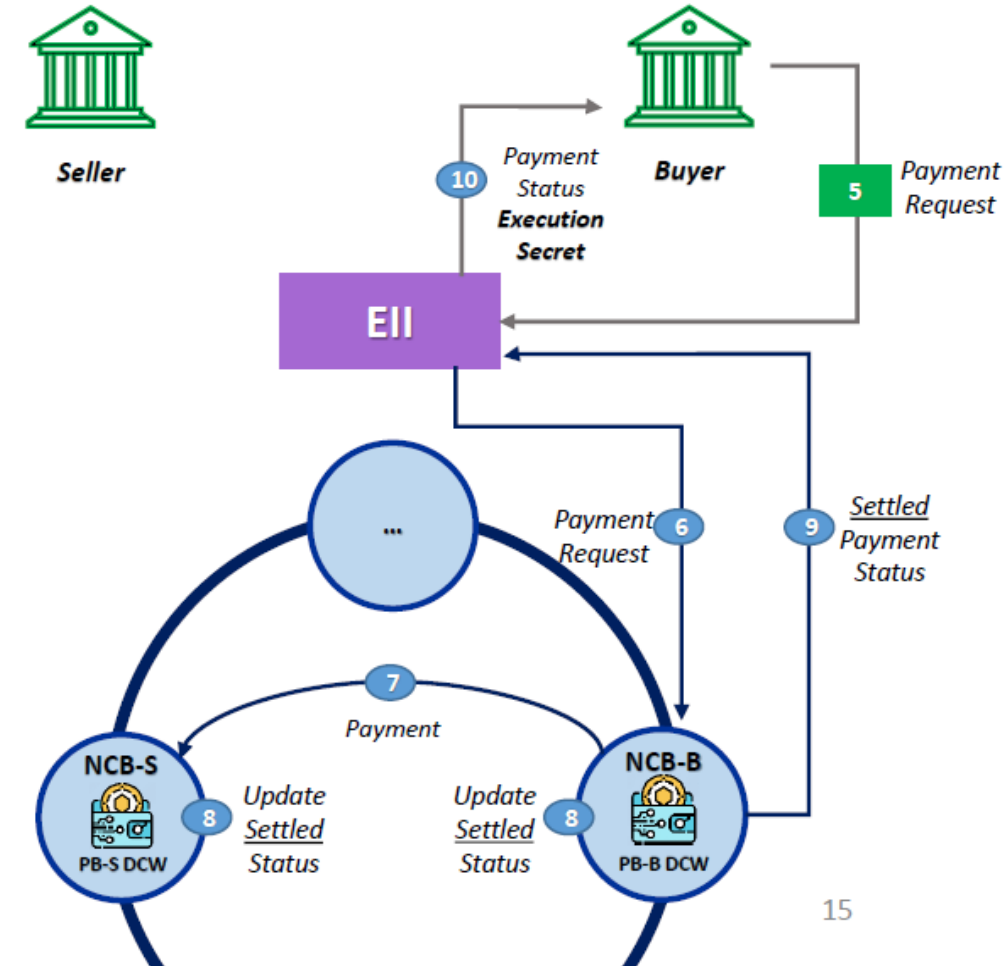 Seller
Buyer
10
Payment
Status
Execution
Secret
5
Payment
Request
EII
...
Payment
Request
6
9
Settled
Payment
Status
7
Payment
NCB-S
PB-S DCW
8
Update
Settled
Status
Update
Settled
Status
8
NCB-B
PB-B DCW
15